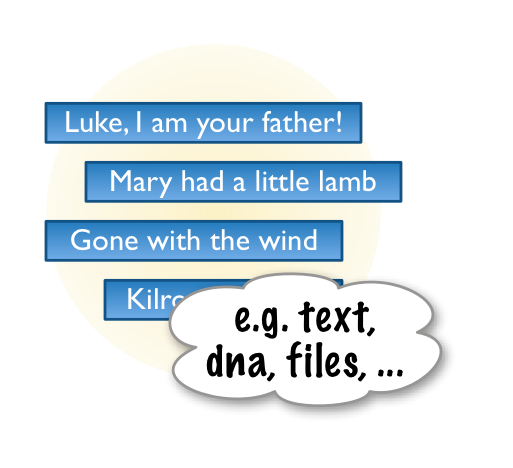 Luke, I am your father!
Mary had a little lamb
Gone with the wind
e.g. text,
dna, files, ...